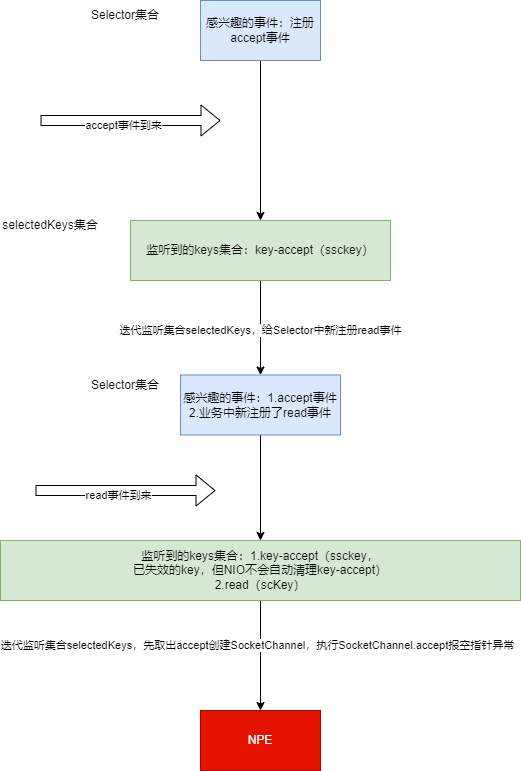 Selector集合
感兴趣的事件：注册
accept事件
accept事件到来
selectedKeys集合
监听到的keys集合：key-accept（ssckey）
迭代监听集合selectedKeys，给Selector中新注册read事件
Selector集合
感兴趣的事件：1.accept事件
2.业务中新注册了read事件
read事件到来
监听到的keys集合：1.key-accept（ssckey，
已失效的key，但NIO不会自动清理key-accept)
2.read（scKey）
迭代监听集合selectedKeys，先取出accept创建SocketChannel，执行SocketChannel.accept报空指针异常
NPE